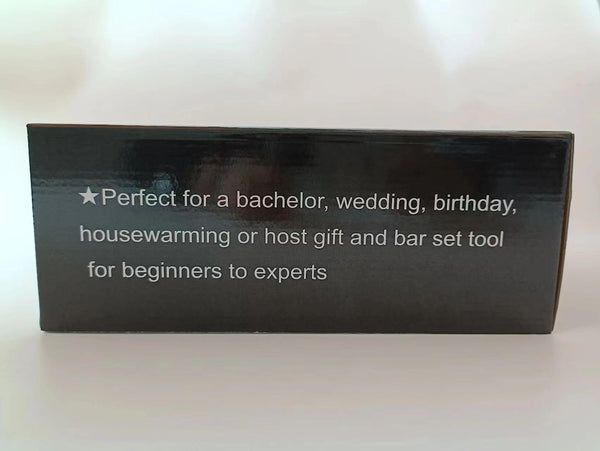 ★Perfect for a bachelor, wedding, birthday,
housewarming or host gift and bar set tool
for beginners to experts